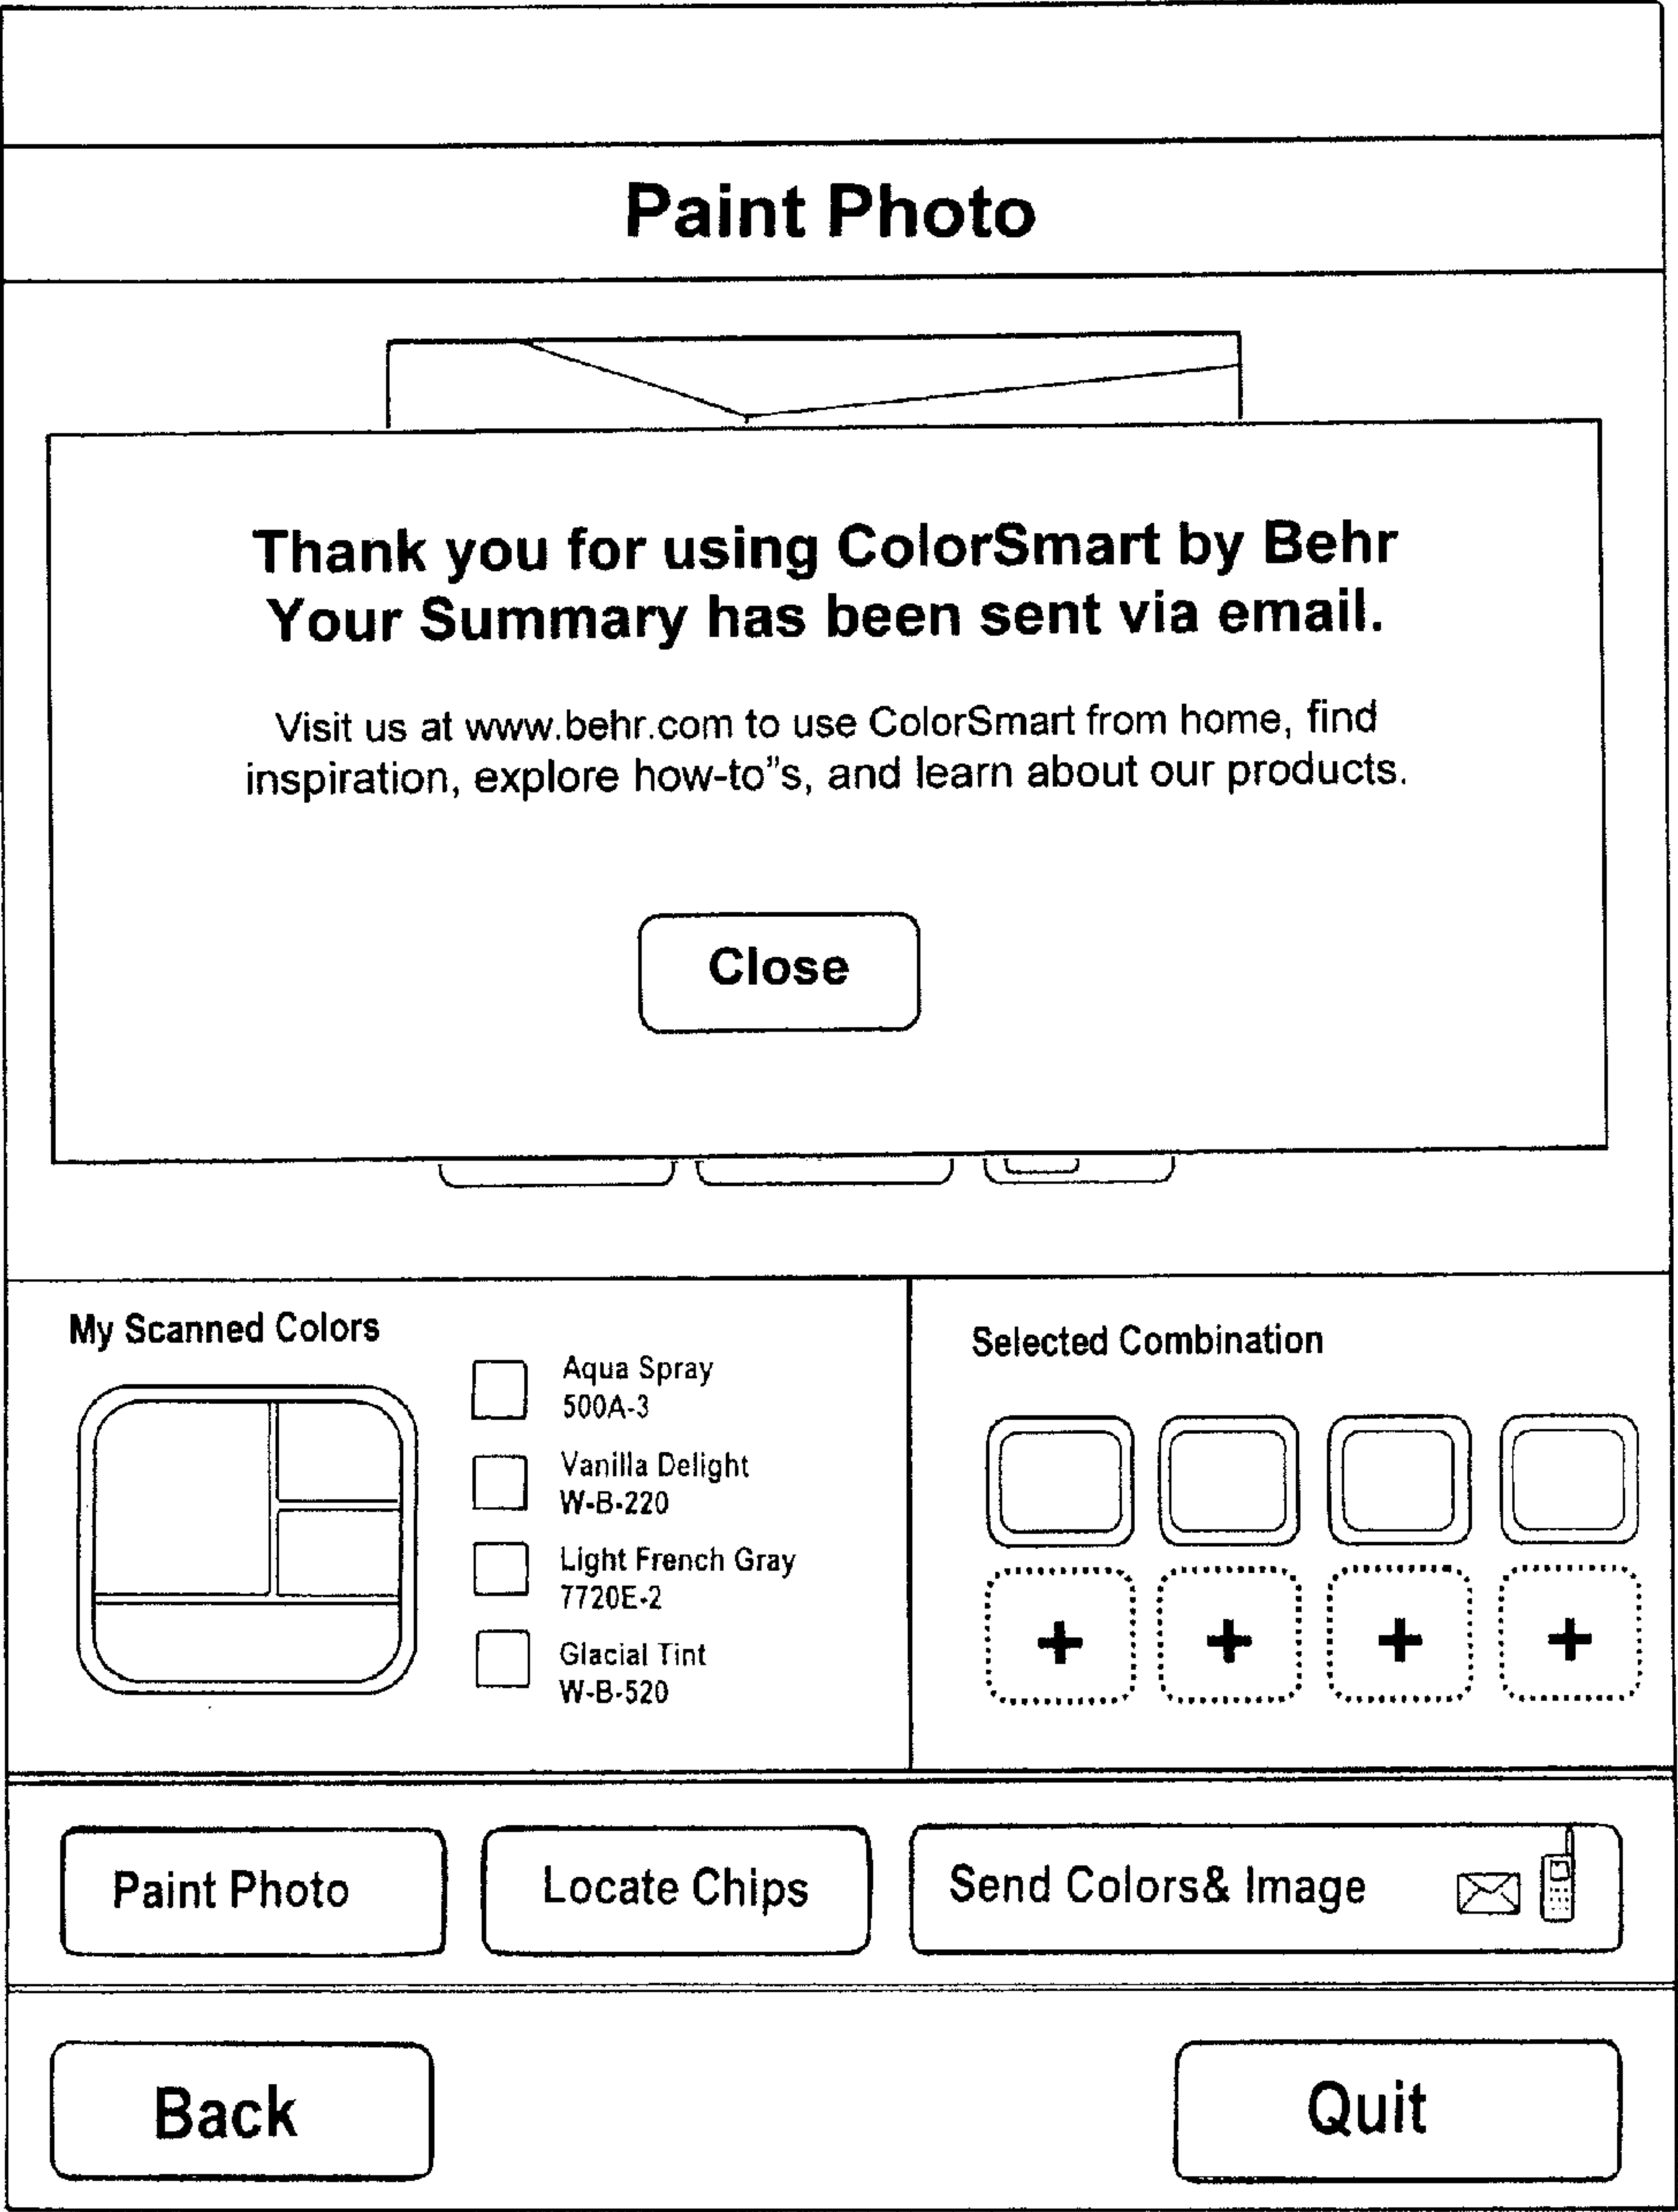 Paint Photo
Thank you for using ColorSmart by Behr
Your Summary has been sent via email.
Visit us at www.behr.com to use ColorSmart from home, find
inspiration, explore how-to"s, and learn about our products.
Close
My Scanned Colors
Aqua Spray
500A-3
Vanilla Delight
W-B-220
Light French Gray
7720E-2
Glacial Tint
W-B-520
Selected Combination
+ + + +
Paint Photo
Locate Chips
Send Colors& Image
Back
Quit